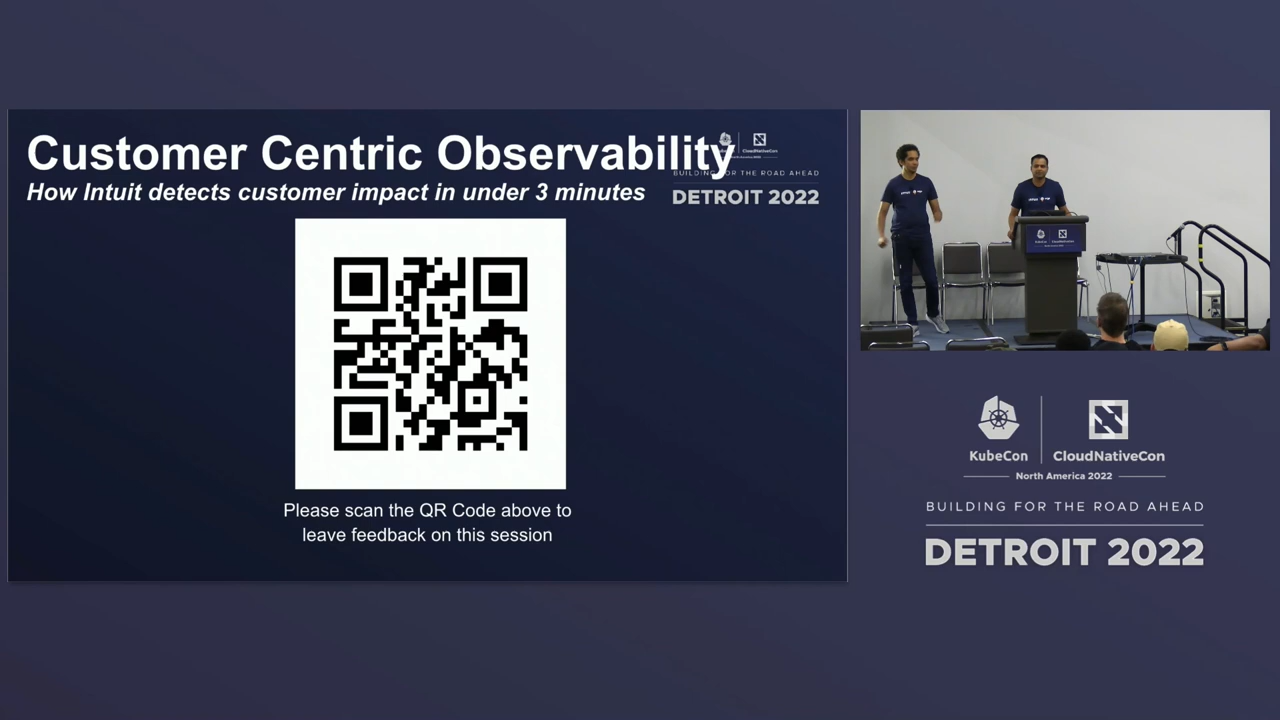 Customer Centric Observability
How Intuit detects customer impact in under 3 minutes
CloudNativeCon
BUILDING FOR THE ROAD AHEAD
DETROIT 2022
Please scan the QR Code above to
leave feedback on this session
KubeCon
CloudNativeCon
North America 2022
BUILDING FOR THE ROAD AHEAD
DETROIT 2022